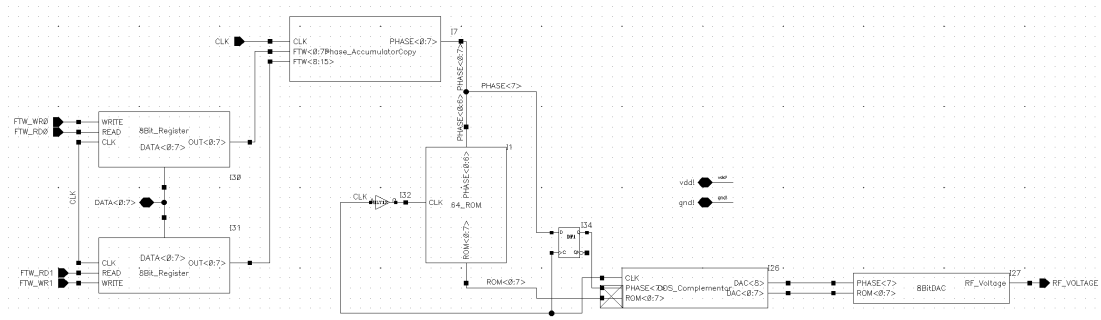 I7
CLK
CLK
PHASE<0:7>
FTW<0:7>
Phase_AccumulatorCopy
FTW<8:15>
PHASE<0:7>
PHASE<7>
PHASE<0:6>
FTW_WR0
WRITE
FTW_RD0
READ
8Bit_Register
CLK
DATA<0:7>
OUT<0:7>
I30
CLK
DATA<0:7>
I31
DATA<0:7>
CLK
OUT<0:7>
FTW_RD1
READ
8Bit_Register
FTW_WR1
WRITE
I1
PHASE<0:6>
CLK
I32
CLK
64_ROM
ROM<0:7>
ROM<0:7>
vdd!
vdd!
gnd!
gnd!
I34
D
Q
C
I26
CLK
PHASE<7>
DDS_Complementor
DAC<8>
ROM<0:7>
DAC<0:7>
I27
PHASE<7>
RF_Voltage
RF_VOLTAGE
ROM<0:7>
8BitDAC